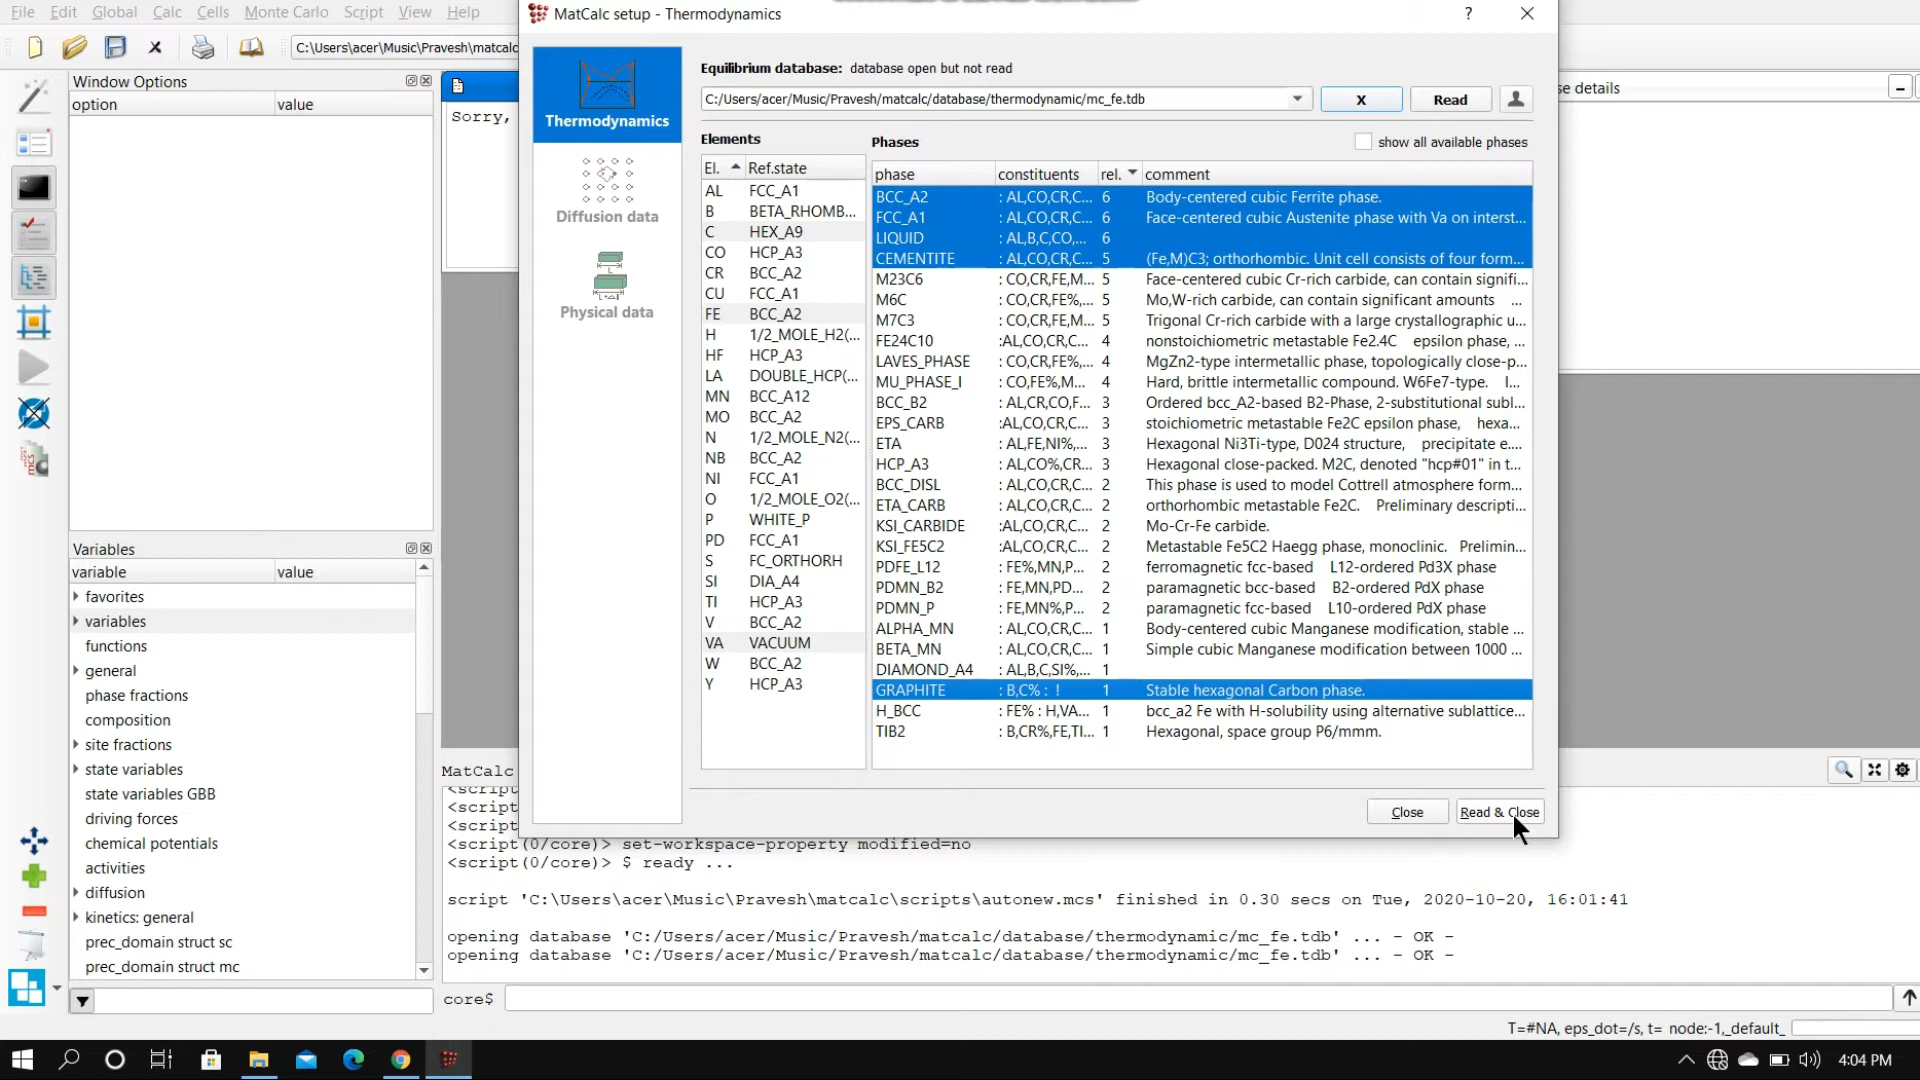 File Edit Global Calc Cells Monte Carlo Script View Help
MatCalc setup - Thermodynamics
?
C:\Users\acer\Music\Pravesh\matcalc
Window Options
option value
Sorry,
se details
Thermodynamics
Diffusion data
Physical data
Equilibrium database: database open but not read
C:/Users/acer/Music/Pravesh/matcalc/database/thermodynamic/mc_fe.tdb
X
Read
Elements
Phases
show all available phases
El. Ref.state
AL FCC_A1
B BETA_RHOMB...
C HEX_A9
CO HCP_A3
CR BCC_A2
CU FCC_A1
FE BCC_A2
H 1/2_MOLE_H2(...
HF HCP_A3
LA DOUBLE_HCP(...
MN BCC_A12
MO BCC_A2
N 1/2_MOLE_N2(...
NB BCC_A2
NI FCC_A1
O 1/2_MOLE_O2(...
P WHITE_P
PD FCC_A1
S FC_ORTHORH
SI DIA_A4
TI HCP_A3
V BCC_A2
VA VACUUM
W BCC_A2
Y HCP_A3
phase constituents rel. comment
BCC_A2 : AL,CO,CR,C... 6 Body-centered cubic Ferrite phase.
FCC_A1 : AL,CO,CR,C... 6 Face-centered cubic Austenite phase with Va on interst...
LIQUID : AL,B,C,CO,... 6
CEMENTITE : AL,CO,CR,C... 5 (Fe,M)C3; orthorhombic. Unit cell consists of four form...
M23C6 : CO,CR,FE,M... 5 Face-centered cubic Cr-rich carbide, can contain signifi...
M6C : CO,CR,FE%,... 5 Mo,W-rich carbide, can contain significant amounts ...
M7C3 : CO,CR,FE,M... 5 Trigonal Cr-rich carbide with a large crystallographic u...
FE24C10 :AL,CO,CR,C... 4 nonstoichiometric metastable Fe2.4C epsilon phase, ...
LAVES_PHASE : CO,CR,FE%,... 4 MgZn2-type intermetallic phase, topologically close-p...
MU_PHASE_I : CO,FE%,M... 4 Hard, brittle intermetallic compound. W6Fe7-type. I...
BCC_B2 : AL,CR,CO,F... 3 Ordered bcc_A2-based B2-Phase, 2-substitutional subl...
EPS_CARB :AL,CO,CR,C... 3 stoichiometric metastable Fe2C epsilon phase, hexa...
ETA : AL,FE,NI%,... 3 Hexagonal Ni3Ti-type, D024 structure, precipitate e....
HCP_A3 : AL,CO%,CR... 3 Hexagonal close-packed. M2C, denoted "hcp#01" in t...
BCC_DISL : AL,CO,CR,C... 2 This phase is used to model Cottrell atmosphere form...
ETA_CARB : AL,CO,CR,C... 2 orthorhombic metastable Fe2C. Preliminary descripti...
KSI_CARBIDE : AL,CO,CR,C... 2 Mo-Cr-Fe carbide.
KSI_FE5C2 :AL,CO,CR,C... 2 Metastable Fe5C2 Haegg phase, monoclinic. Prelimin...
PDFE_L12 : FE%,MN,P... 2 ferromagnetic fcc-based L12-ordered Pd3X phase
PDMN_B2 : FE,MN,PD... 2 paramagnetic bcc-based B2-ordered PdX phase
PDMN_P : FE,MN%,P... 2 paramagnetic fcc-based L10-ordered PdX phase
ALPHA_MN : AL,CO,CR,C... 1 Body-centered cubic Manganese modification, stable ...
BETA_MN : AL,CO,CR,C... 1 Simple cubic Manganese modification between 1000 ...
DIAMOND_A4 : AL,B,C,SI%,... 1
GRAPHITE : B,C% : ! 1 Stable hexagonal Carbon phase.
H_BCC : FE% : H,VA... 1 bcc_a2 Fe with H-solubility using alternative sublattice...
TIB2 : B,CR%,FE,TI... 1 Hexagonal, space group P6/mmm.
Close
Read & Close
Variables
variable value
favorites
variables
functions
general
phase fractions
composition
site fractions
state variables
state variables GBB
driving forces
chemical potentials
activities
diffusion
kinetics: general
prec_domain struct sc
prec_domain struct mc
MatCalc
<script
<script
<script
<script(0/core)> set-workspace-property modified=no
<script(0/core)> $ ready ...
script 'C:\Users\acer\Music\Pravesh\matcalc\scripts\autonew.mcs' finished in 0.30 secs on Tue, 2020-10-20, 16:01:41
opening database 'C:/Users/acer/Music/Pravesh/matcalc/database/thermodynamic/mc_fe.tdb' ... - OK -
opening database 'C:/Users/acer/Music/Pravesh/matcalc/database/thermodynamic/mc_fe.tdb' ... - OK -
core$
T=#NA, eps_dot=/s, t= node:-1,_default_
4:04 PM